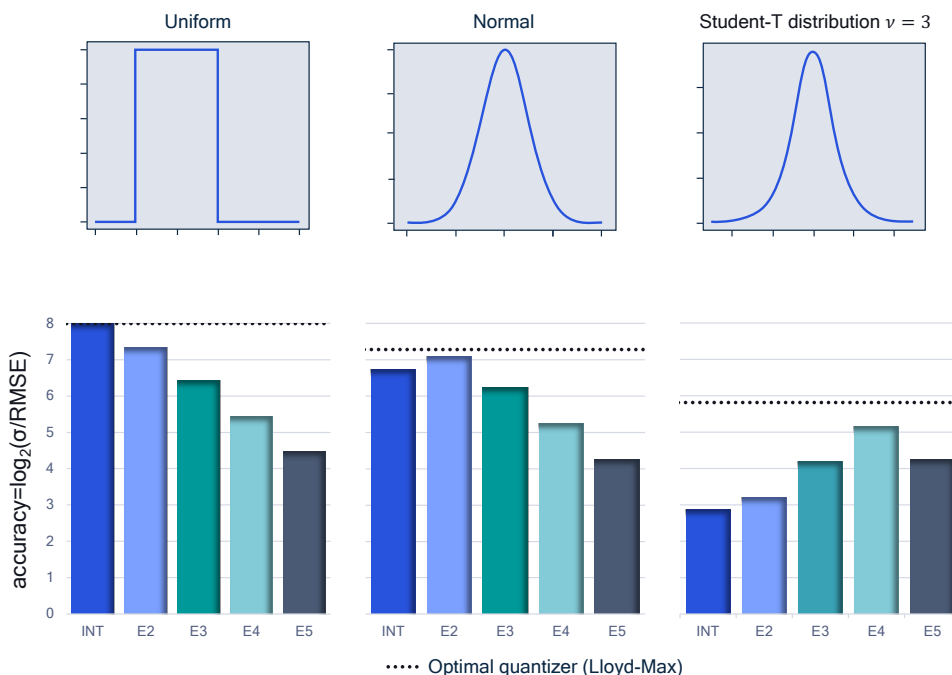 Uniform
Normal
Student-T distribution ν = 3
accuracy=log₂(σ/RMSE)
8
7
6
5
4
3
2
1
0
INT E2 E3 E4 E5
INT E2 E3 E4 E5
INT E2 E3 E4 E5
Optimal quantizer (Lloyd-Max)